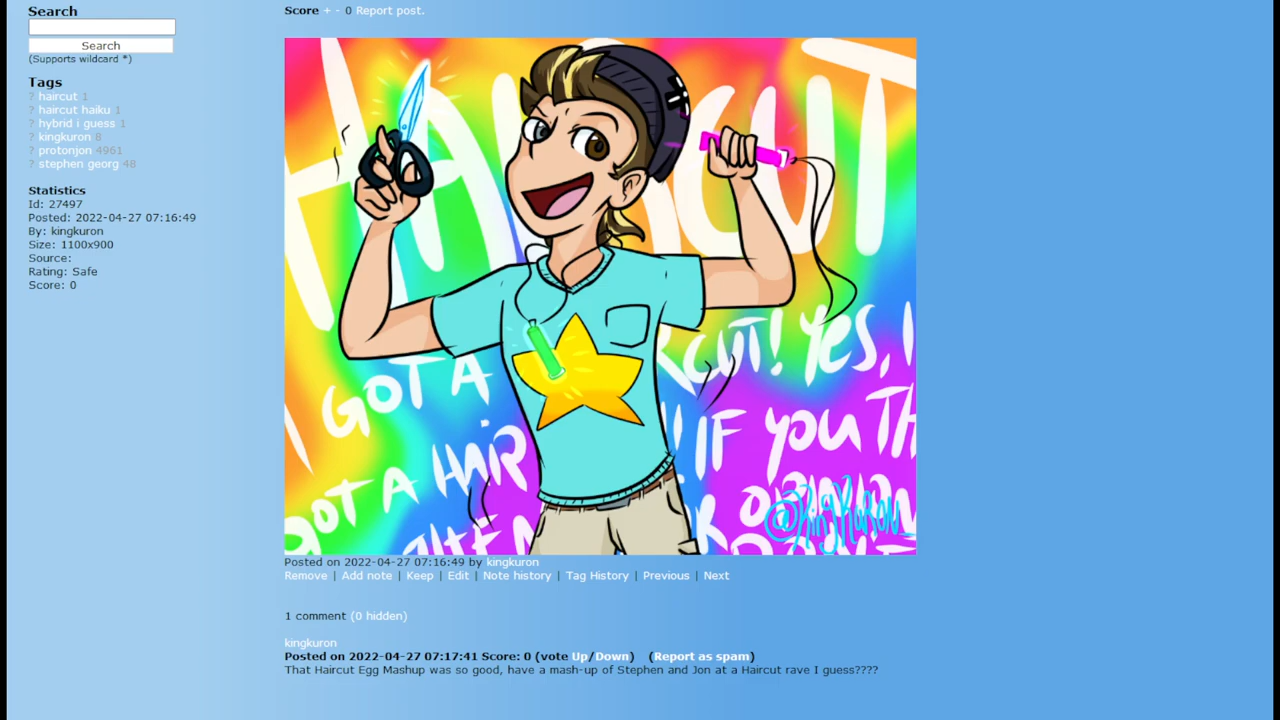 Search
Search
(Supports wildcard *)
Tags
? haircut 1
? haircut haiku 1
? hybrid i guess 1
? kingkuron 8
? protonjon 4961
? stephen georg 48
Statistics
Id: 27497
Posted: 2022-04-27 07:16:49
By: kingkuron
Size: 1100x900
Source:
Rating: Safe
Score: 0
Score + - 0 Report post.
HAIRCUT
I GOT A HAIRCUT! YES, I
GOT A HAIRCUT! IF YOU TH
@KingKuron
Posted on 2022-04-27 07:16:49 by kingkuron
Remove | Add note | Keep | Edit | Note history | Tag History | Previous | Next
1 comment (0 hidden)
kingkuron
Posted on 2022-04-27 07:17:41 Score: 0 (vote Up/Down) (Report as spam)
That Haircut Egg Mashup was so good, have a mash-up of Stephen and Jon at a Haircut rave I guess????